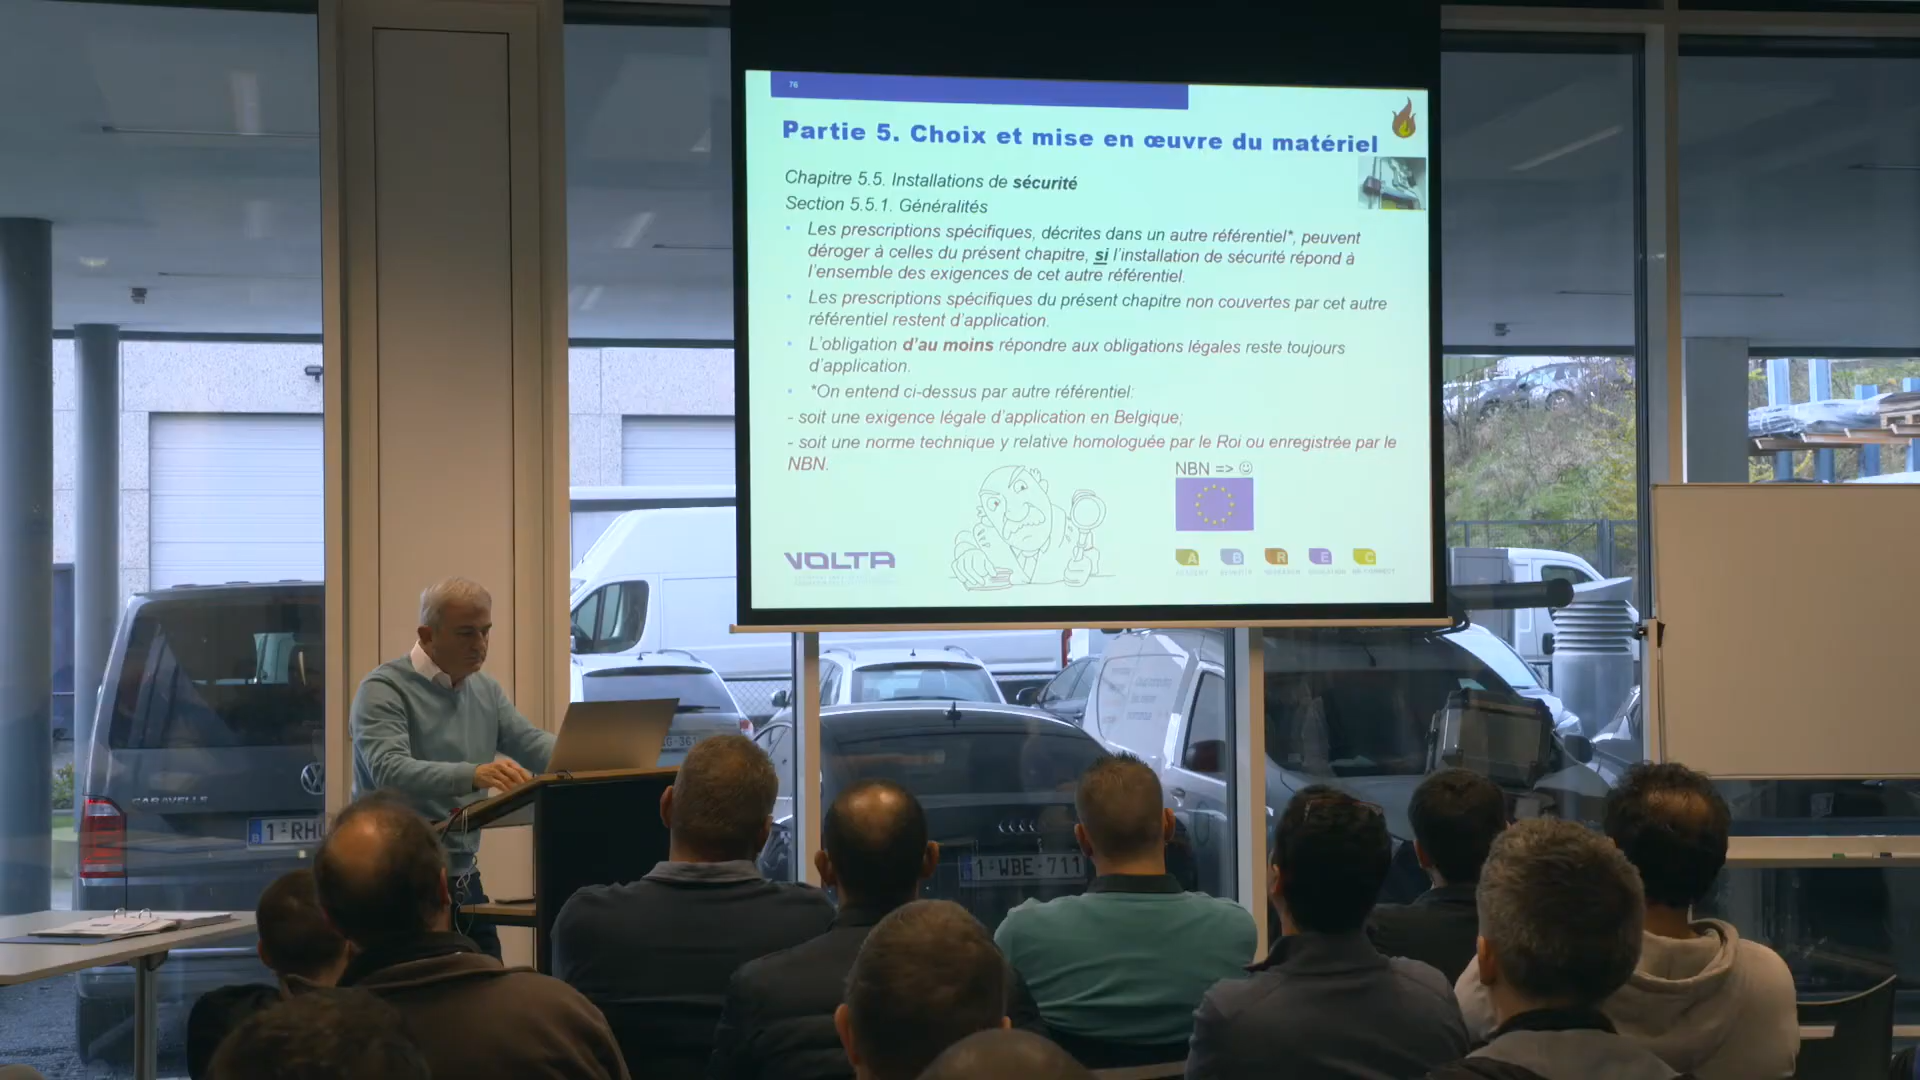 76
Partie 5. Choix et mise en œuvre du matériel
Chapitre 5.5. Installations de sécurité
Section 5.5.1. Généralités
• Les prescriptions spécifiques, décrites dans un autre référentiel*, peuvent
déroger à celles du présent chapitre, si l'installation de sécurité répond à
l'ensemble des exigences de cet autre référentiel.
• Les prescriptions spécifiques du présent chapitre non couvertes par cet autre
référentiel restent d'application.
• L'obligation d'au moins répondre aux obligations légales reste toujours
d'application.
• *On entend ci-dessus par autre référentiel:
- soit une exigence légale d'application en Belgique;
- soit une norme technique y relative homologuée par le Roi ou enregistrée par le
NBN.
NBN => ☺
VOLTA
A B R E C
CARAVELLE
1-RH
G-361
1-WBE-711